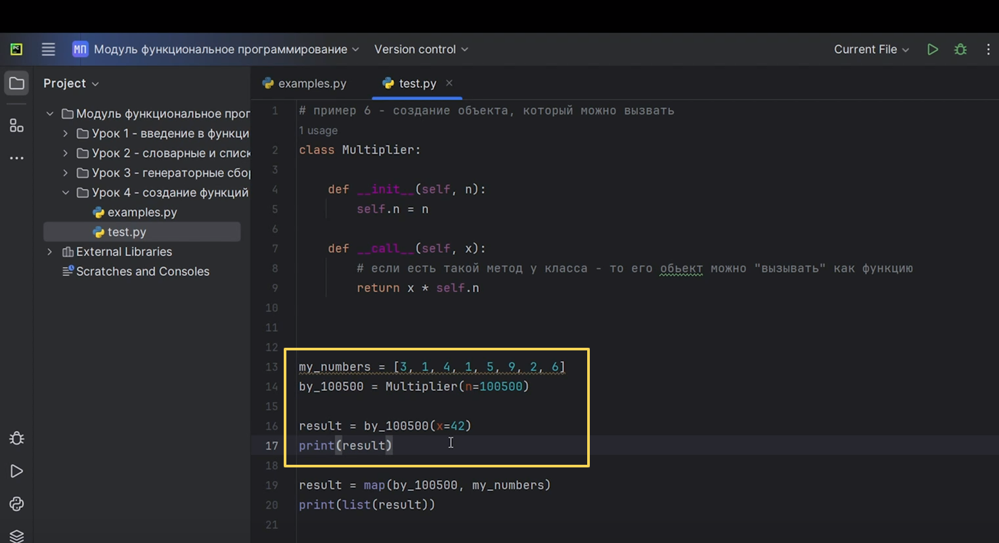 PC
МП Модуль функциональное программирование Version control Current File
Project
examples.py test.py
Модуль функциональное прог
Урок 1 - введение в функци
Урок 2 - словарные и списк
Урок 3 - генераторные сбор
Урок 4 - создание функций
examples.py
test.py
External Libraries
Scratches and Consoles
1 # пример 6 - создание объекта, который можно вызвать
1 usage
2 class Multiplier:
3
4 def __init__(self, n):
5 self.n = n
6
7 def __call__(self, x):
8 # если есть такой метод у класса - то его обьект можно "вызывать" как функцию
9 return x * self.n
10
11
12
13 my_numbers = [3, 1, 4, 1, 5, 9, 2, 6]
14 by_100500 = Multiplier(n=100500)
15
16 result = by_100500(x=42)
17 print(result)
18
19 result = map(by_100500, my_numbers)
20 print(list(result))
21